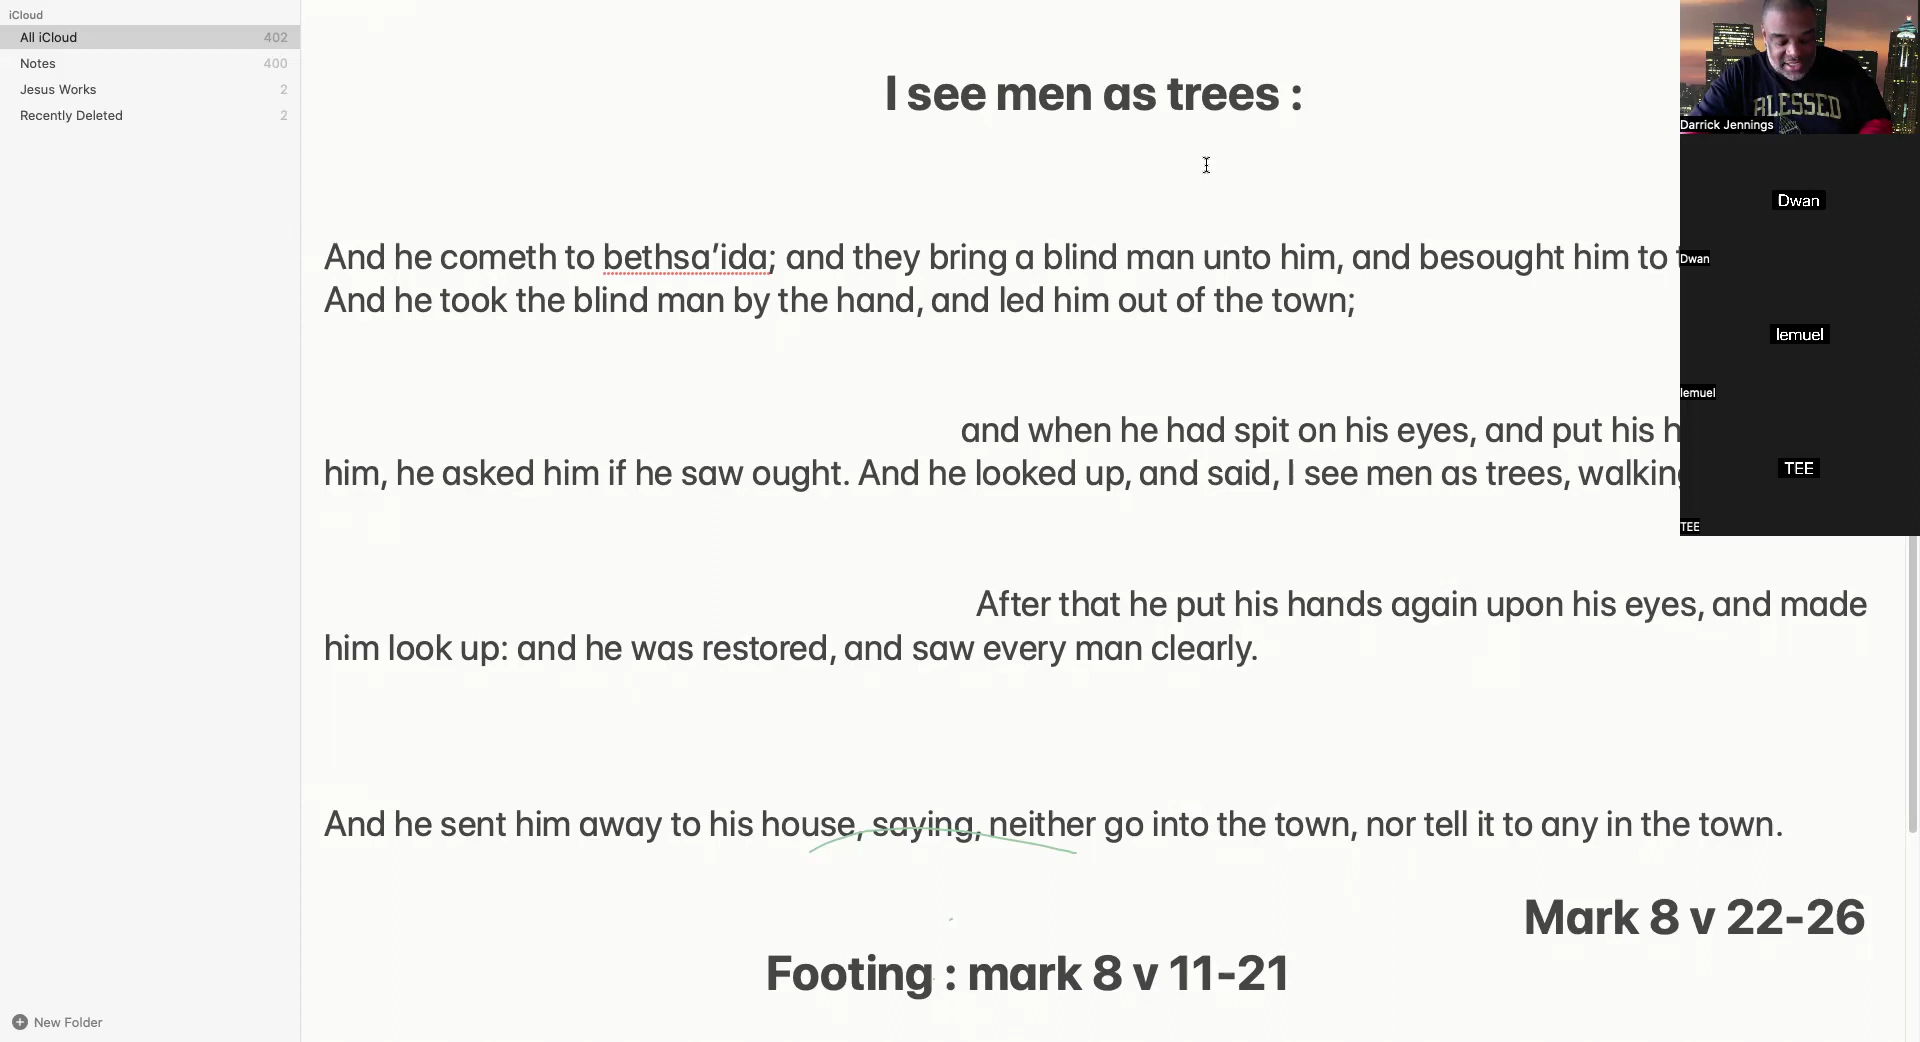 iCloud
All iCloud 402
Notes 400
Jesus Works 2
Recently Deleted 2
New Folder
I see men as trees :
And he cometh to bethsa’ida; and they bring a blind man unto him, and besought him to
And he took the blind man by the hand, and led him out of the town;
and when he had spit on his eyes, and put his
him, he asked him if he saw ought. And he looked up, and said, I see men as trees,
After that he put his hands again upon his eyes, and made
him look up: and he was restored, and saw every man clearly.
And he sent him away to his house, saying, neither go into the town, nor tell it to any in the town.
Mark 8 v 22-26
Footing : mark 8 v 11-21
BLESSED
Darrick Jennings
Dwan
Dwan
lemuel
lemuel
TEE
TEE